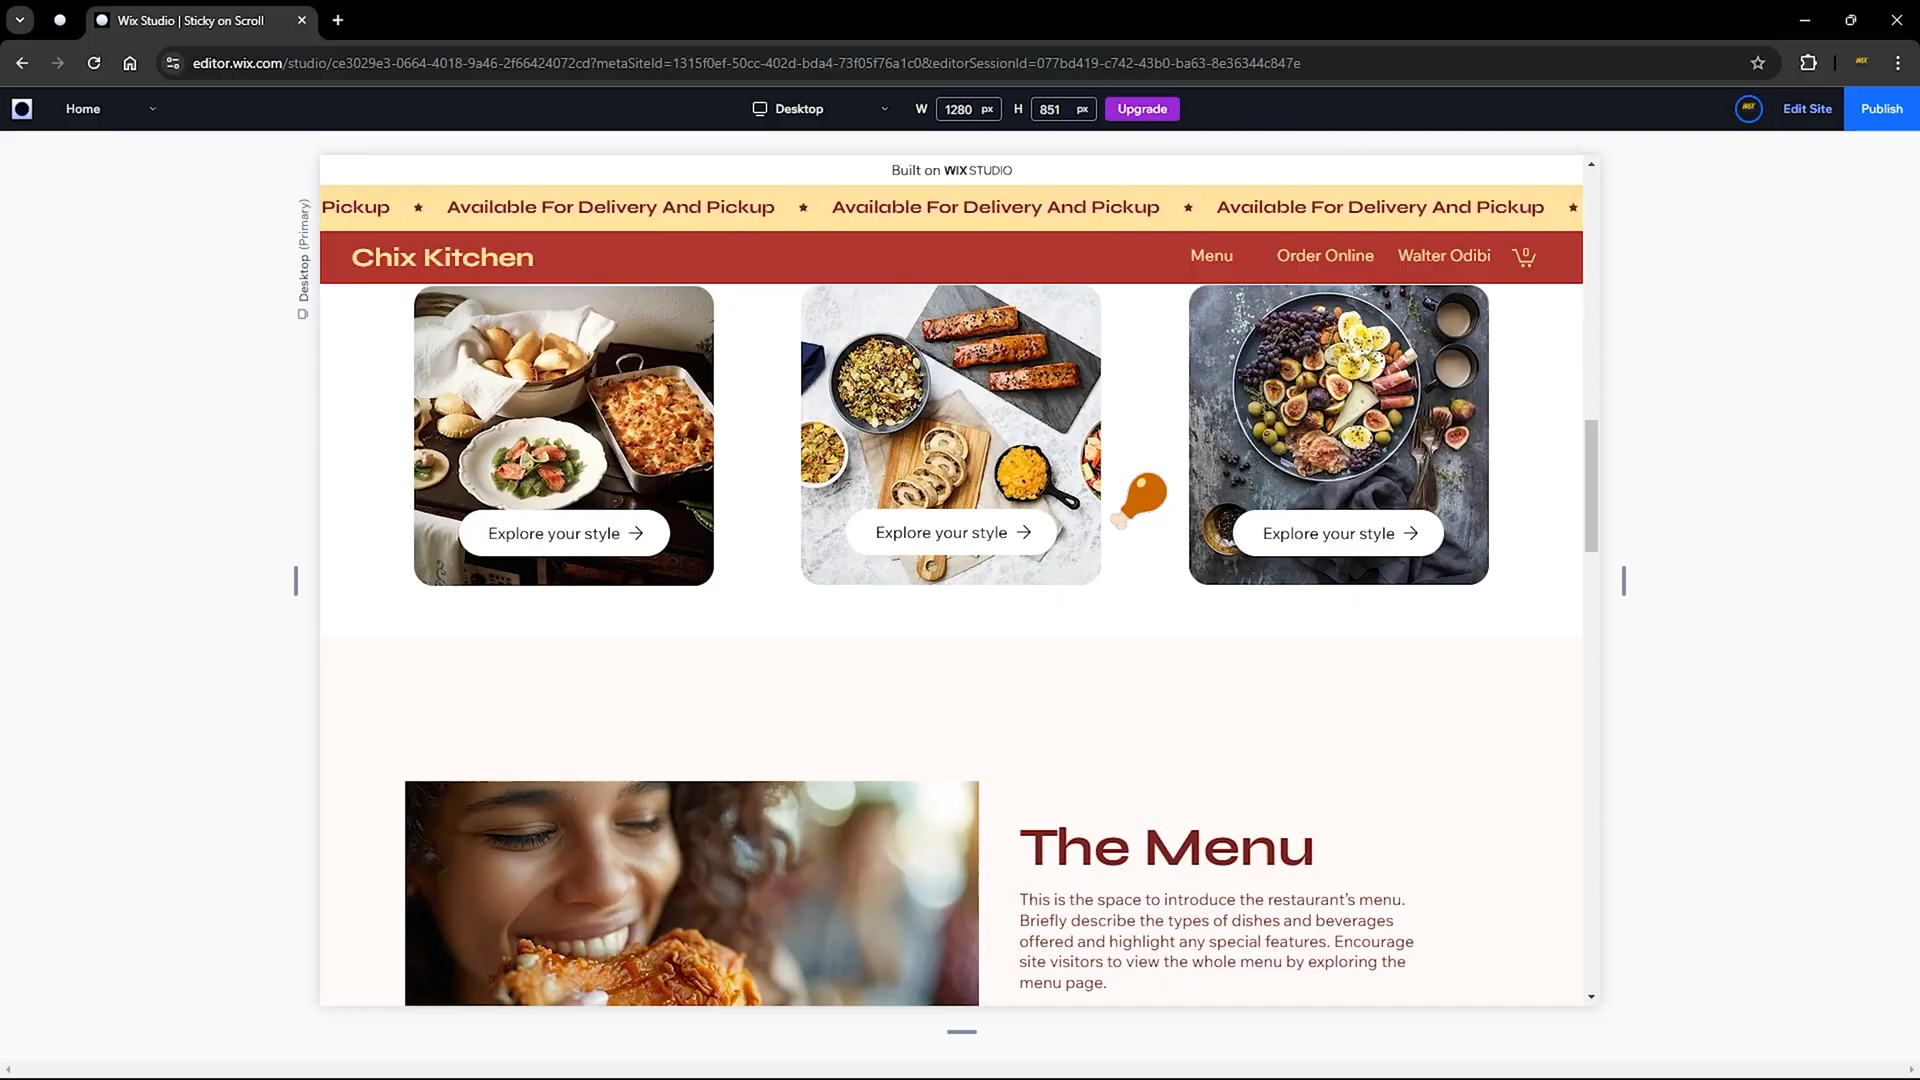 Wix Studio | Sticky on Scroll
editor.wix.com/studio/ce3029e3-0664-4018-9a46-2f66424072cd?metaSiteId=1315f0ef-50cc-402d-bda4-73f05f76a1c0&editorSessionId=077bd419-c742-43b0-ba63-8e36344c847e
Home
Desktop
W 1280 px H 851 px
Upgrade
Edit Site
Publish
Desktop (Primary)
Built on WIX STUDIO
Pickup ★ Available For Delivery And Pickup ★ Available For Delivery And Pickup ★ Available For Delivery And Pickup ★
Chix Kitchen
Menu
Order Online
Walter Odibi
0
Explore your style →
Explore your style →
Explore your style →
The Menu
This is the space to introduce the restaurant’s menu.
Briefly describe the types of dishes and beverages
offered and highlight any special features. Encourage
site visitors to view the whole menu by exploring the
menu page.